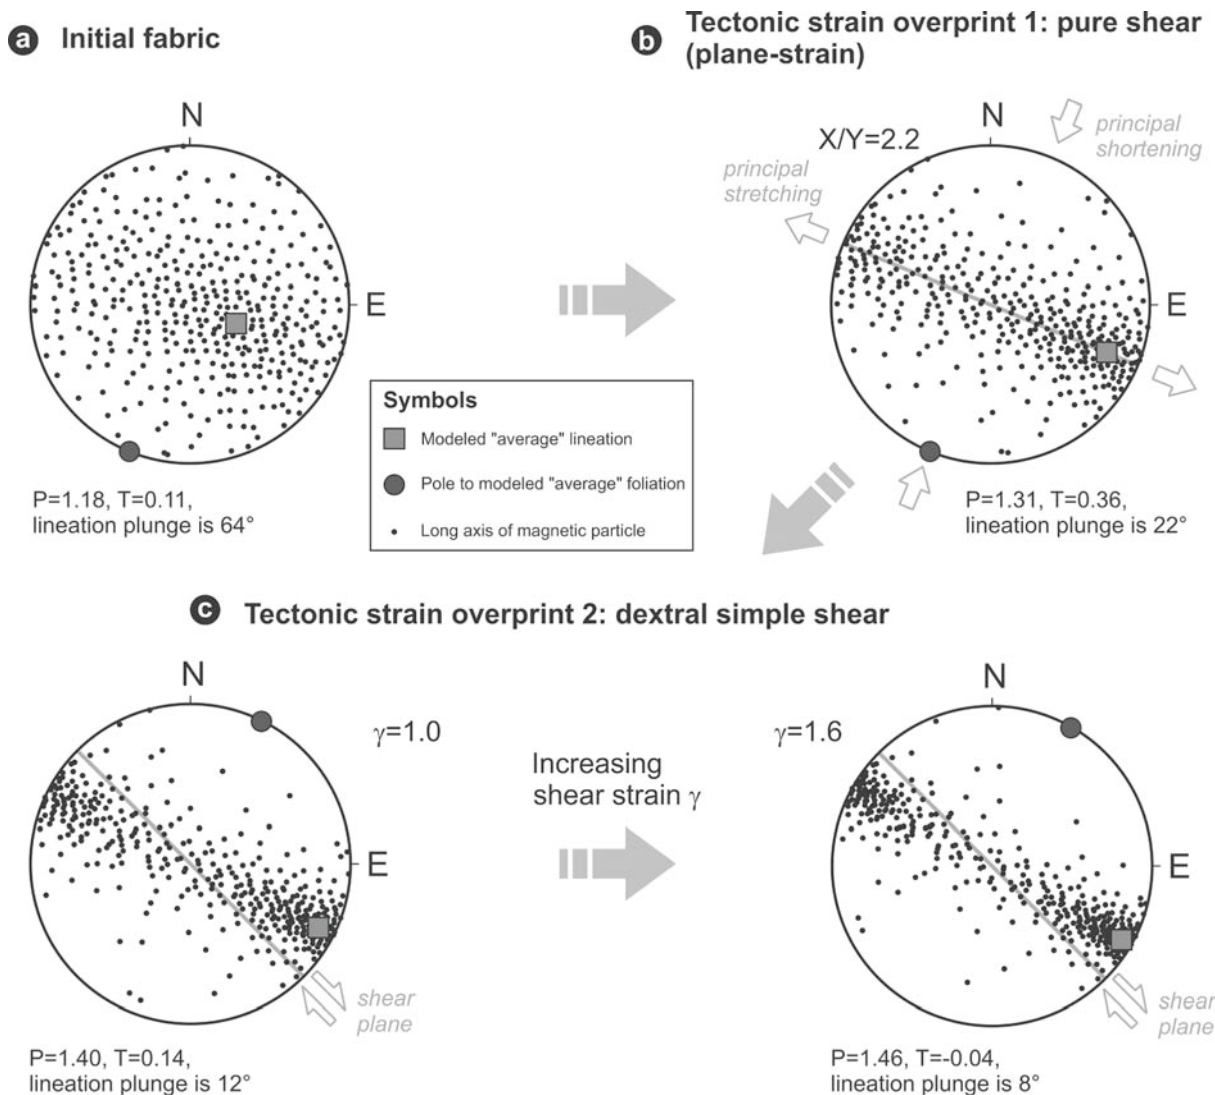 a Initial fabric
b Tectonic strain overprint 1: pure shear
(plane-strain)
N
E
P=1.18, T=0.11,
lineation plunge is 64°
X/Y=2.2
N
principal
shortening
principal
stretching
E
P=1.31, T=0.36,
lineation plunge is 22°
Symbols
Modeled "average" lineation
Pole to modeled "average" foliation
Long axis of magnetic particle
c Tectonic strain overprint 2: dextral simple shear
N
γ=1.0
E
shear
plane
P=1.40, T=0.14,
lineation plunge is 12°
Increasing
shear strain γ
N
γ=1.6
E
shear
plane
P=1.46, T=-0.04,
lineation plunge is 8°